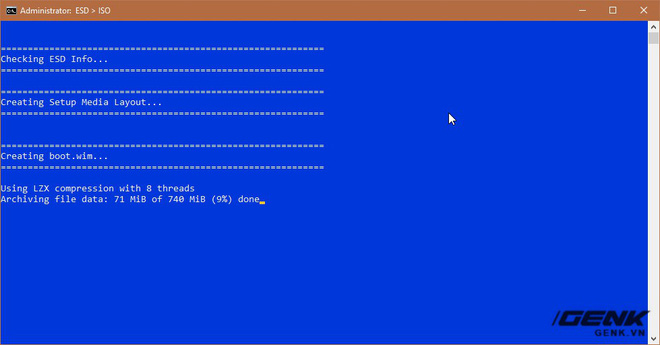 Administrator: ESD > ISO
============================================================
Checking ESD Info...
============================================================
============================================================
Creating Setup Media Layout...
============================================================
============================================================
Creating boot.wim...
============================================================
Using LZX compression with 8 threads
Archiving file data: 71 MiB of 740 MiB (9%) done
GENK
GENK.VN